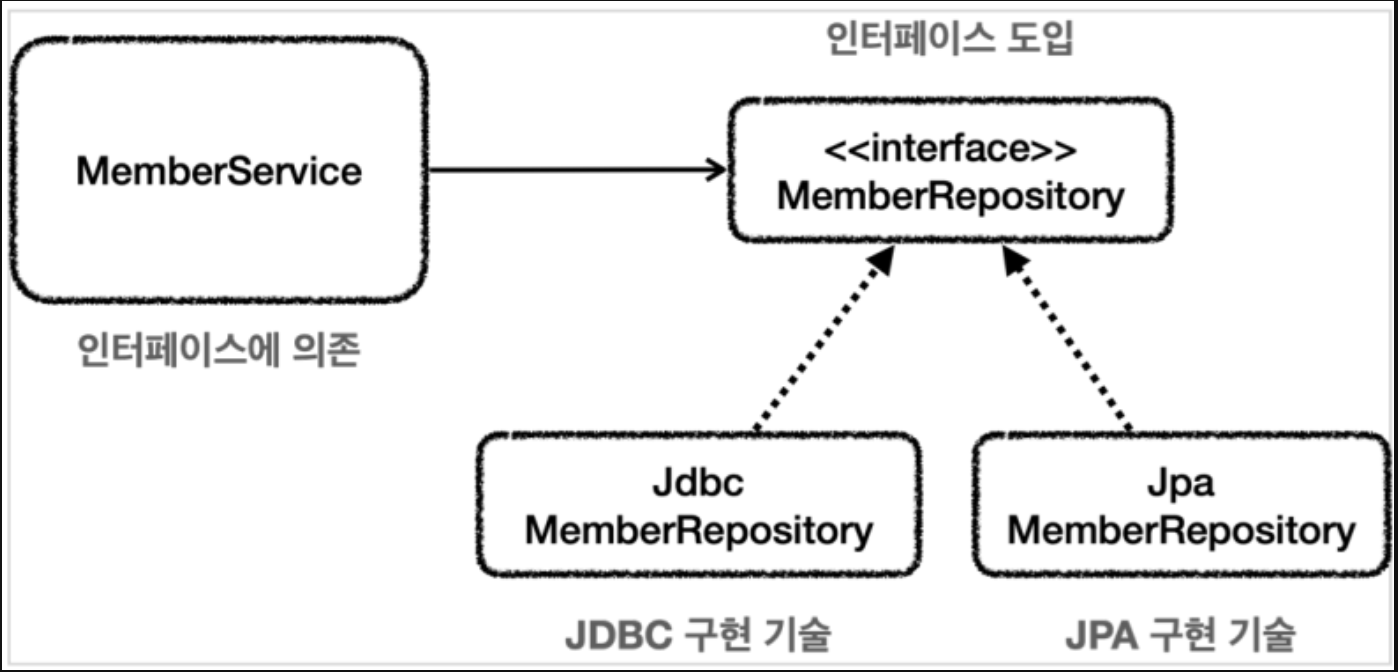 인터페이스 도입
MemberService
<<interface>>
MemberRepository
인터페이스에 의존
Jdbc
MemberRepository
Jpa
MemberRepository
JDBC 구현 기술
JPA 구현 기술